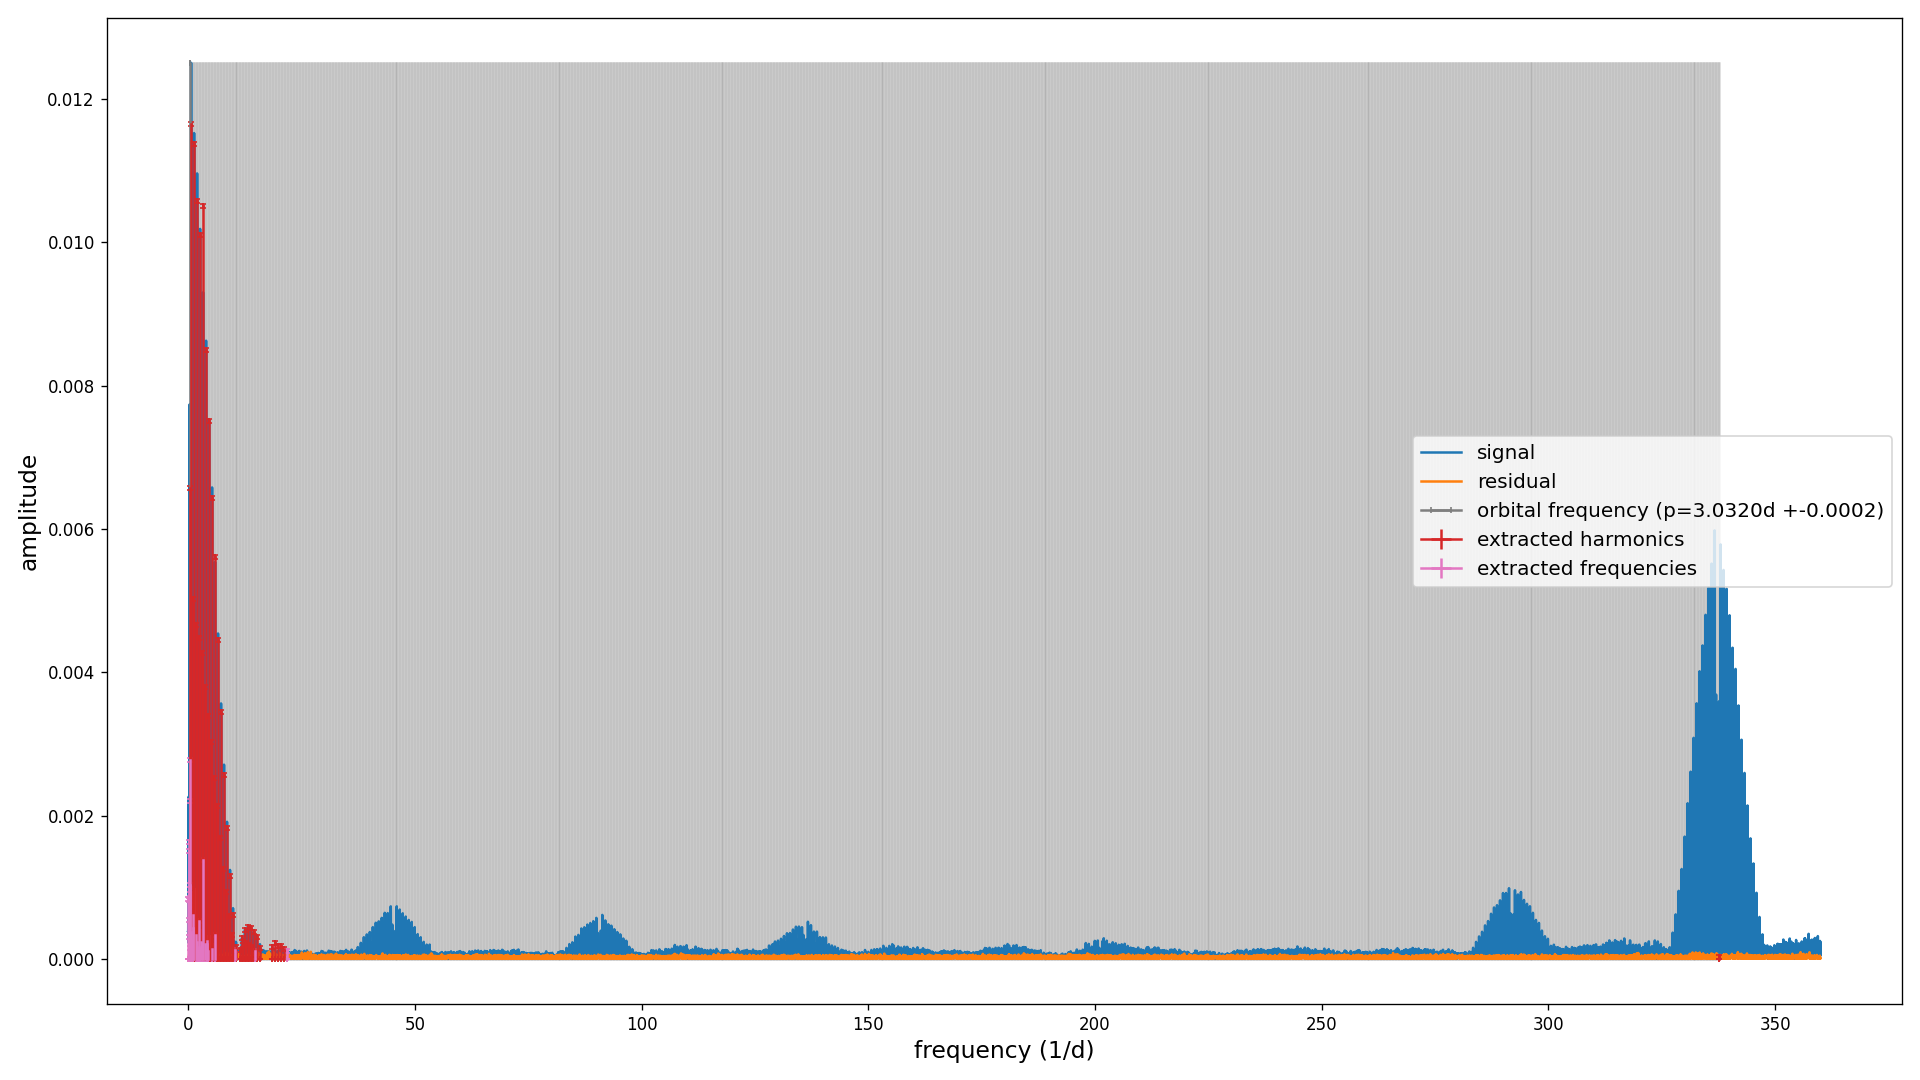 amplitude
0.012
0.010
0.008
0.006
0.004
0.002
0.000
signal
residual
orbital frequency (p=3.0320d +-0.0002)
extracted harmonics
extracted frequencies
0 50 100 150 200 250 300 350
frequency (1/d)